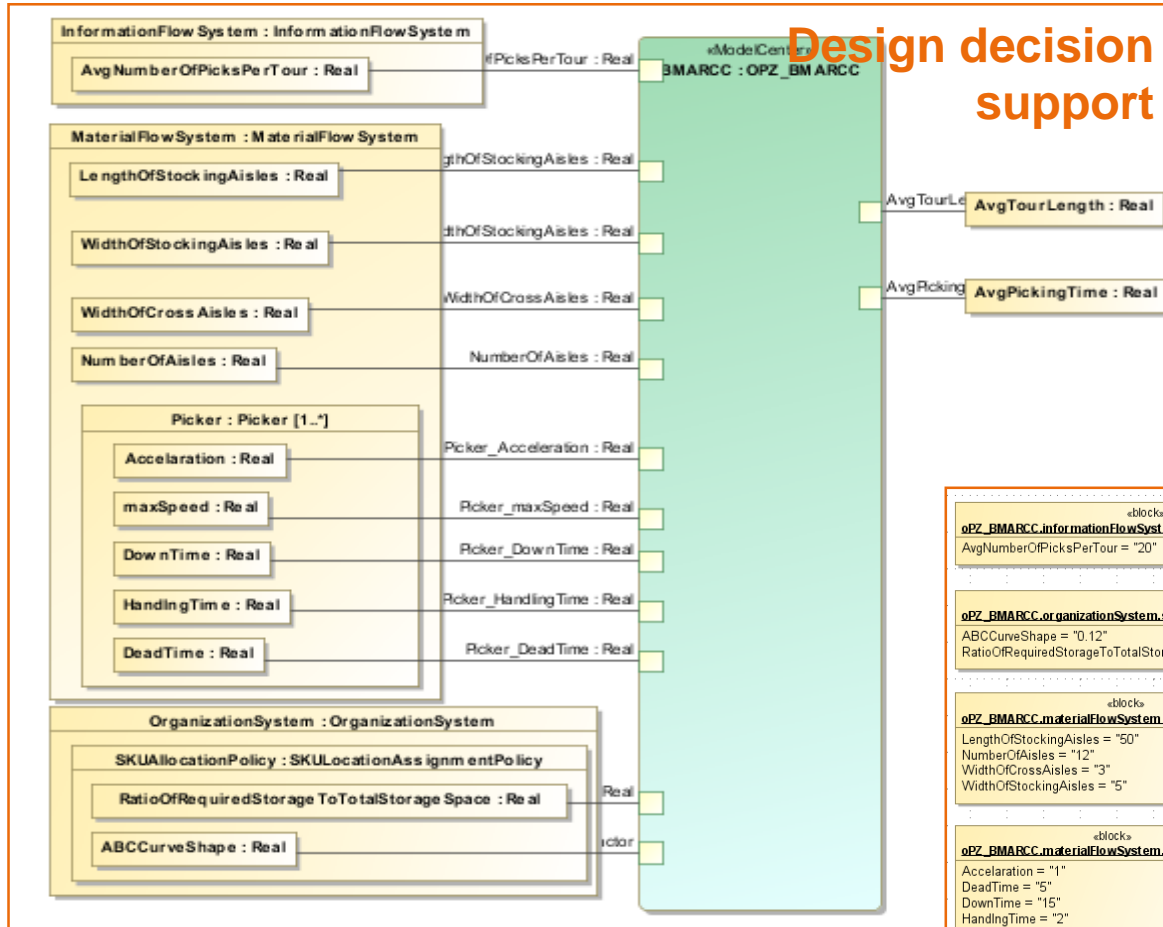 Design decision
support
InformationFlowSystem : InformationFlowSystem
AvgNumberOfPicksPerTour : Real
fPicksPerTour : Real
«ModelCenter»
BMARCC : OPZ_BMARCC
MaterialFlowSystem : MaterialFlowSystem
LengthOfStockingAisles : Real
gthOfStockingAisles : Real
WidthOfStockingAisles : Real
dthOfStockingAisles : Real
WidthOfCrossAisles : Real
WidthOfCrossAisles : Real
NumberOfAisles : Real
NumberOfAisles : Real
Picker : Picker [1..*]
Accelaration : Real
Picker_Acceleration : Real
maxSpeed : Real
Picker_maxSpeed : Real
DownTime : Real
Picker_DownTime : Real
HandlngTime : Real
Picker_HandlingTime : Real
DeadTime : Real
Picker_DeadTime : Real
OrganizationSystem : OrganizationSystem
SKUAllocationPolicy : SKULocationAssignmentPolicy
RatioOfRequiredStorageToTotalStorageSpace : Real
Real
ABCCurveShape : Real
ctor
AvgTourLe
AvgTourLength : Real
AvgPicking
AvgPickingTime : Real
«block»
oPZ_BMARCC.informationFlowSyst
AvgNumberOfPicksPerTour = "20"
oPZ_BMARCC.organizationSystem.s
ABCCurveShape = "0.12"
RatioOfRequiredStorageToTotalStor
«block»
oPZ_BMARCC.materialFlowSystem
LengthOfStockingAisles = "50"
NumberOfAisles = "12"
WidthOfCrossAisles = "3"
WidthOfStockingAisles = "5"
«block»
oPZ_BMARCC.materialFlowSystem.
Accelaration = "1"
DeadTime = "5"
DownTime = "15"
HandlngTime = "2"